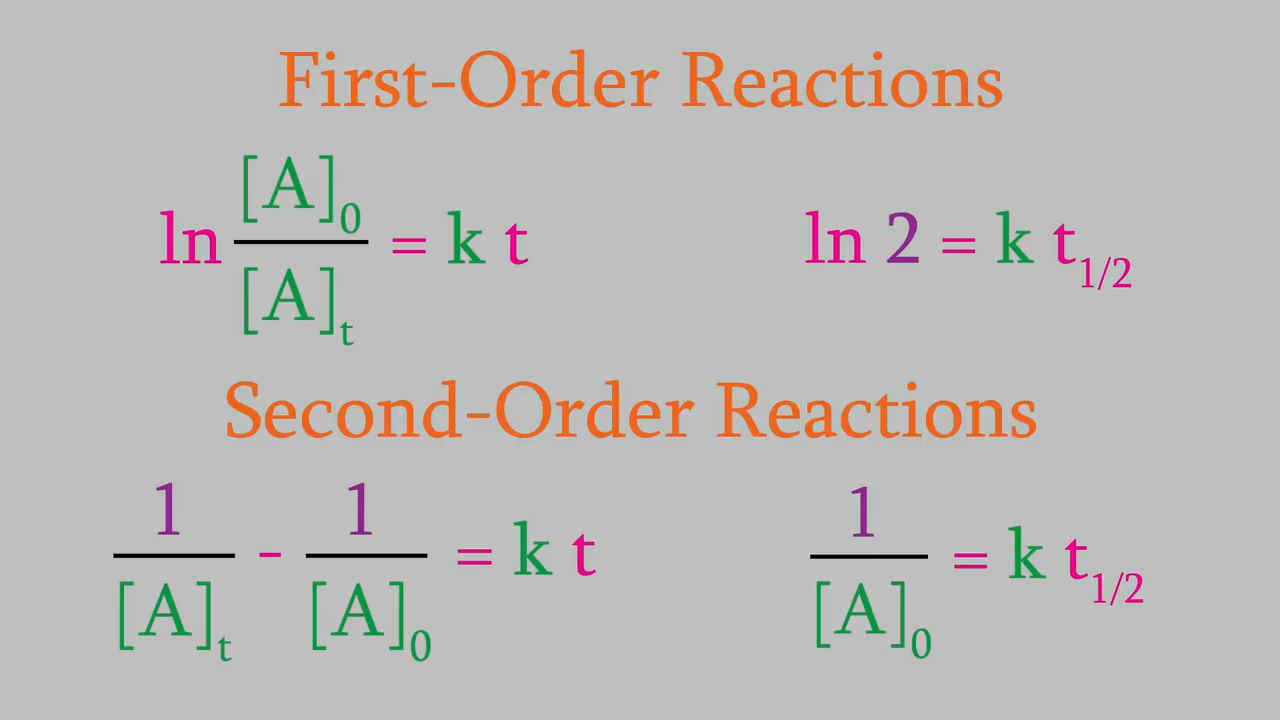 First-Order Reactions
ln [A]₀/[A]ₜ = k t
ln 2 = k t₁/₂
Second-Order Reactions
1/[A]ₜ - 1/[A]₀ = k t
1/[A]₀ = k t₁/₂